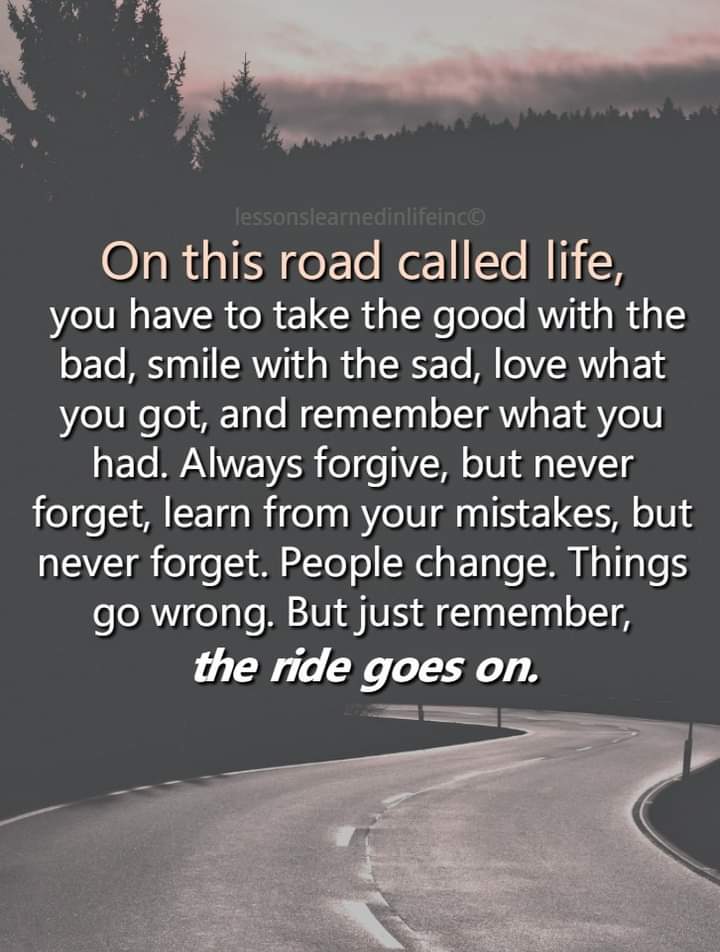 lessonslearnedinlifeinc©
On this road called life,
you have to take the good with the
bad, smile with the sad, love what
you got, and remember what you
had. Always forgive, but never
forget, learn from your mistakes, but
never forget. People change. Things
go wrong. But just remember,
the ride goes on.